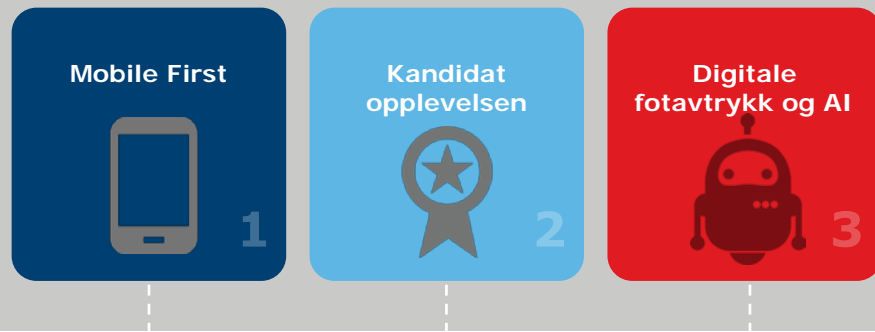 Mobile First
1
Kandidat
opplevelsen
2
Digitale
fotavtrykk og AI
3